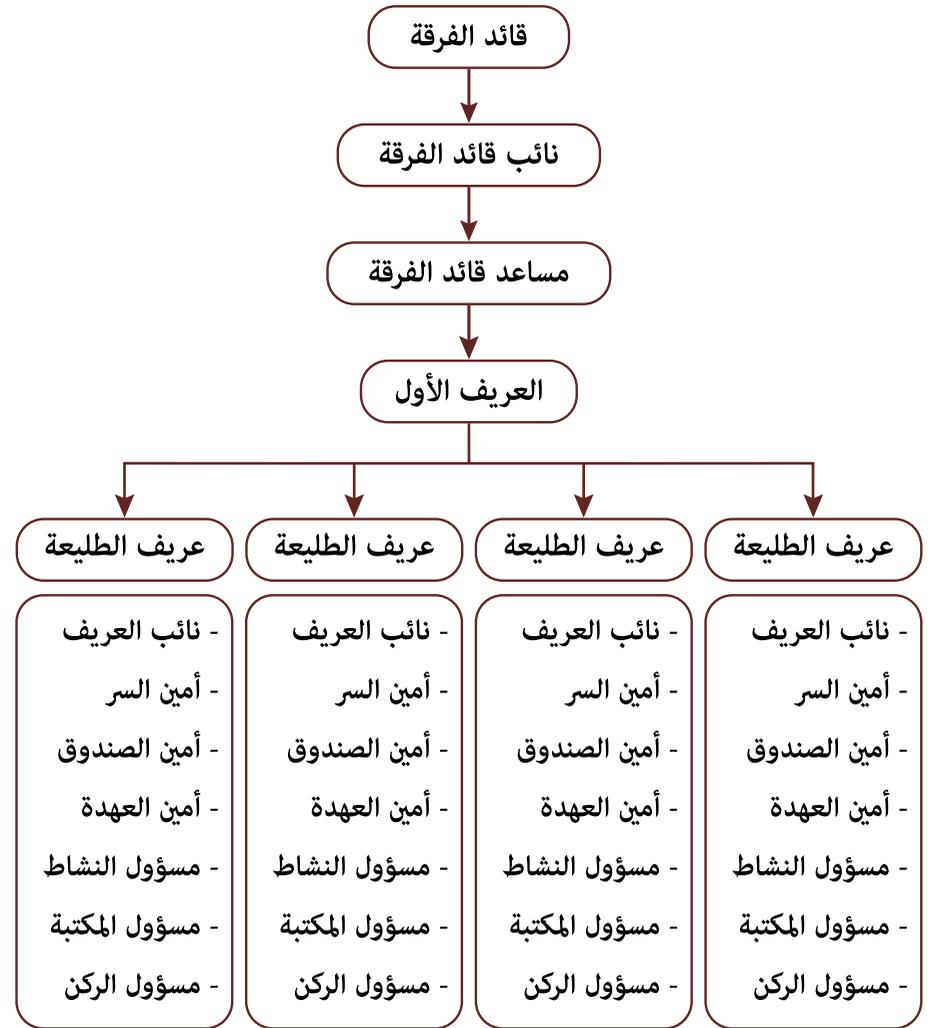 قائد الفرقة
نائب قائد الفرقة
مساعد قائد الفرقة
العريف الأول
عريف الطليعة
عريف الطليعة
عريف الطليعة
عريف الطليعة
- نائب العريف
- أمين السر
- أمين الصندوق
- أمين العهدة
- مسؤول النشاط
- مسؤول المكتبة
- مسؤول الركن
- نائب العريف
- أمين السر
- أمين الصندوق
- أمين العهدة
- مسؤول النشاط
- مسؤول المكتبة
- مسؤول الركن
- نائب العريف
- أمين السر
- أمين الصندوق
- أمين العهدة
- مسؤول النشاط
- مسؤول المكتبة
- مسؤول الركن
- نائب العريف
- أمين السر
- أمين الصندوق
- أمين العهدة
- مسؤول النشاط
- مسؤول المكتبة
- مسؤول الركن